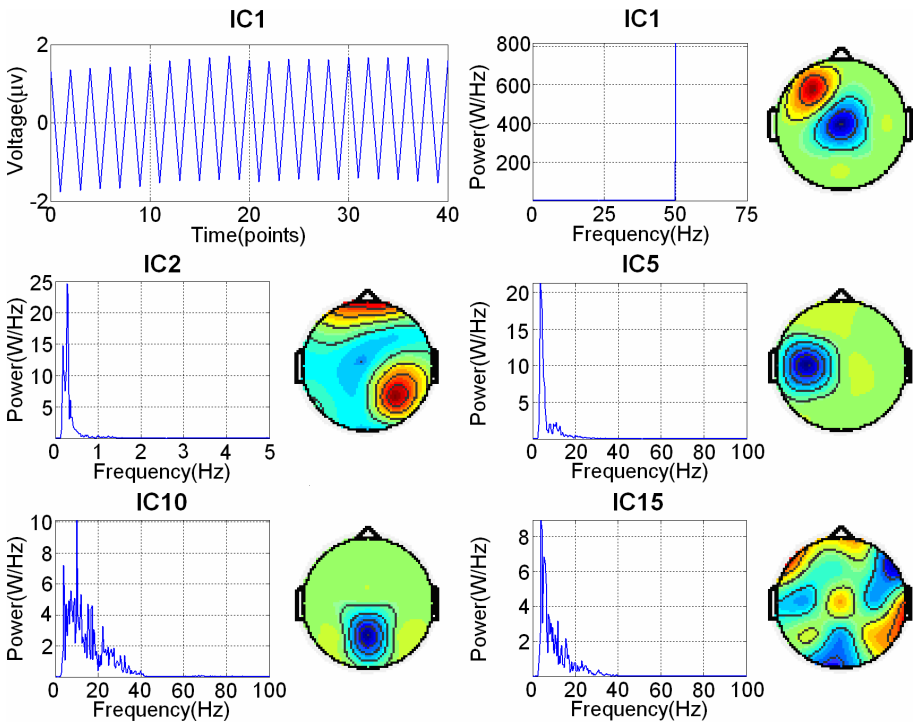 IC1
Voltage(μv)
2
0
-2
0 10 20 30 40
Time(points)
IC1
Power(W/Hz)
800
600
400
200
0 25 50 75
Frequency(Hz)
IC2
Power(W/Hz)
25
20
15
10
5
0 1 2 3 4 5
Frequency(Hz)
IC5
Power(W/Hz)
20
15
10
5
0 20 40 60 80 100
Frequency(Hz)
IC10
Power(W/Hz)
10
8
6
4
2
0 20 40 60 80 100
Frequency(Hz)
IC15
Power(W/Hz)
8
6
4
2
0 20 40 60 80 100
Frequency(Hz)